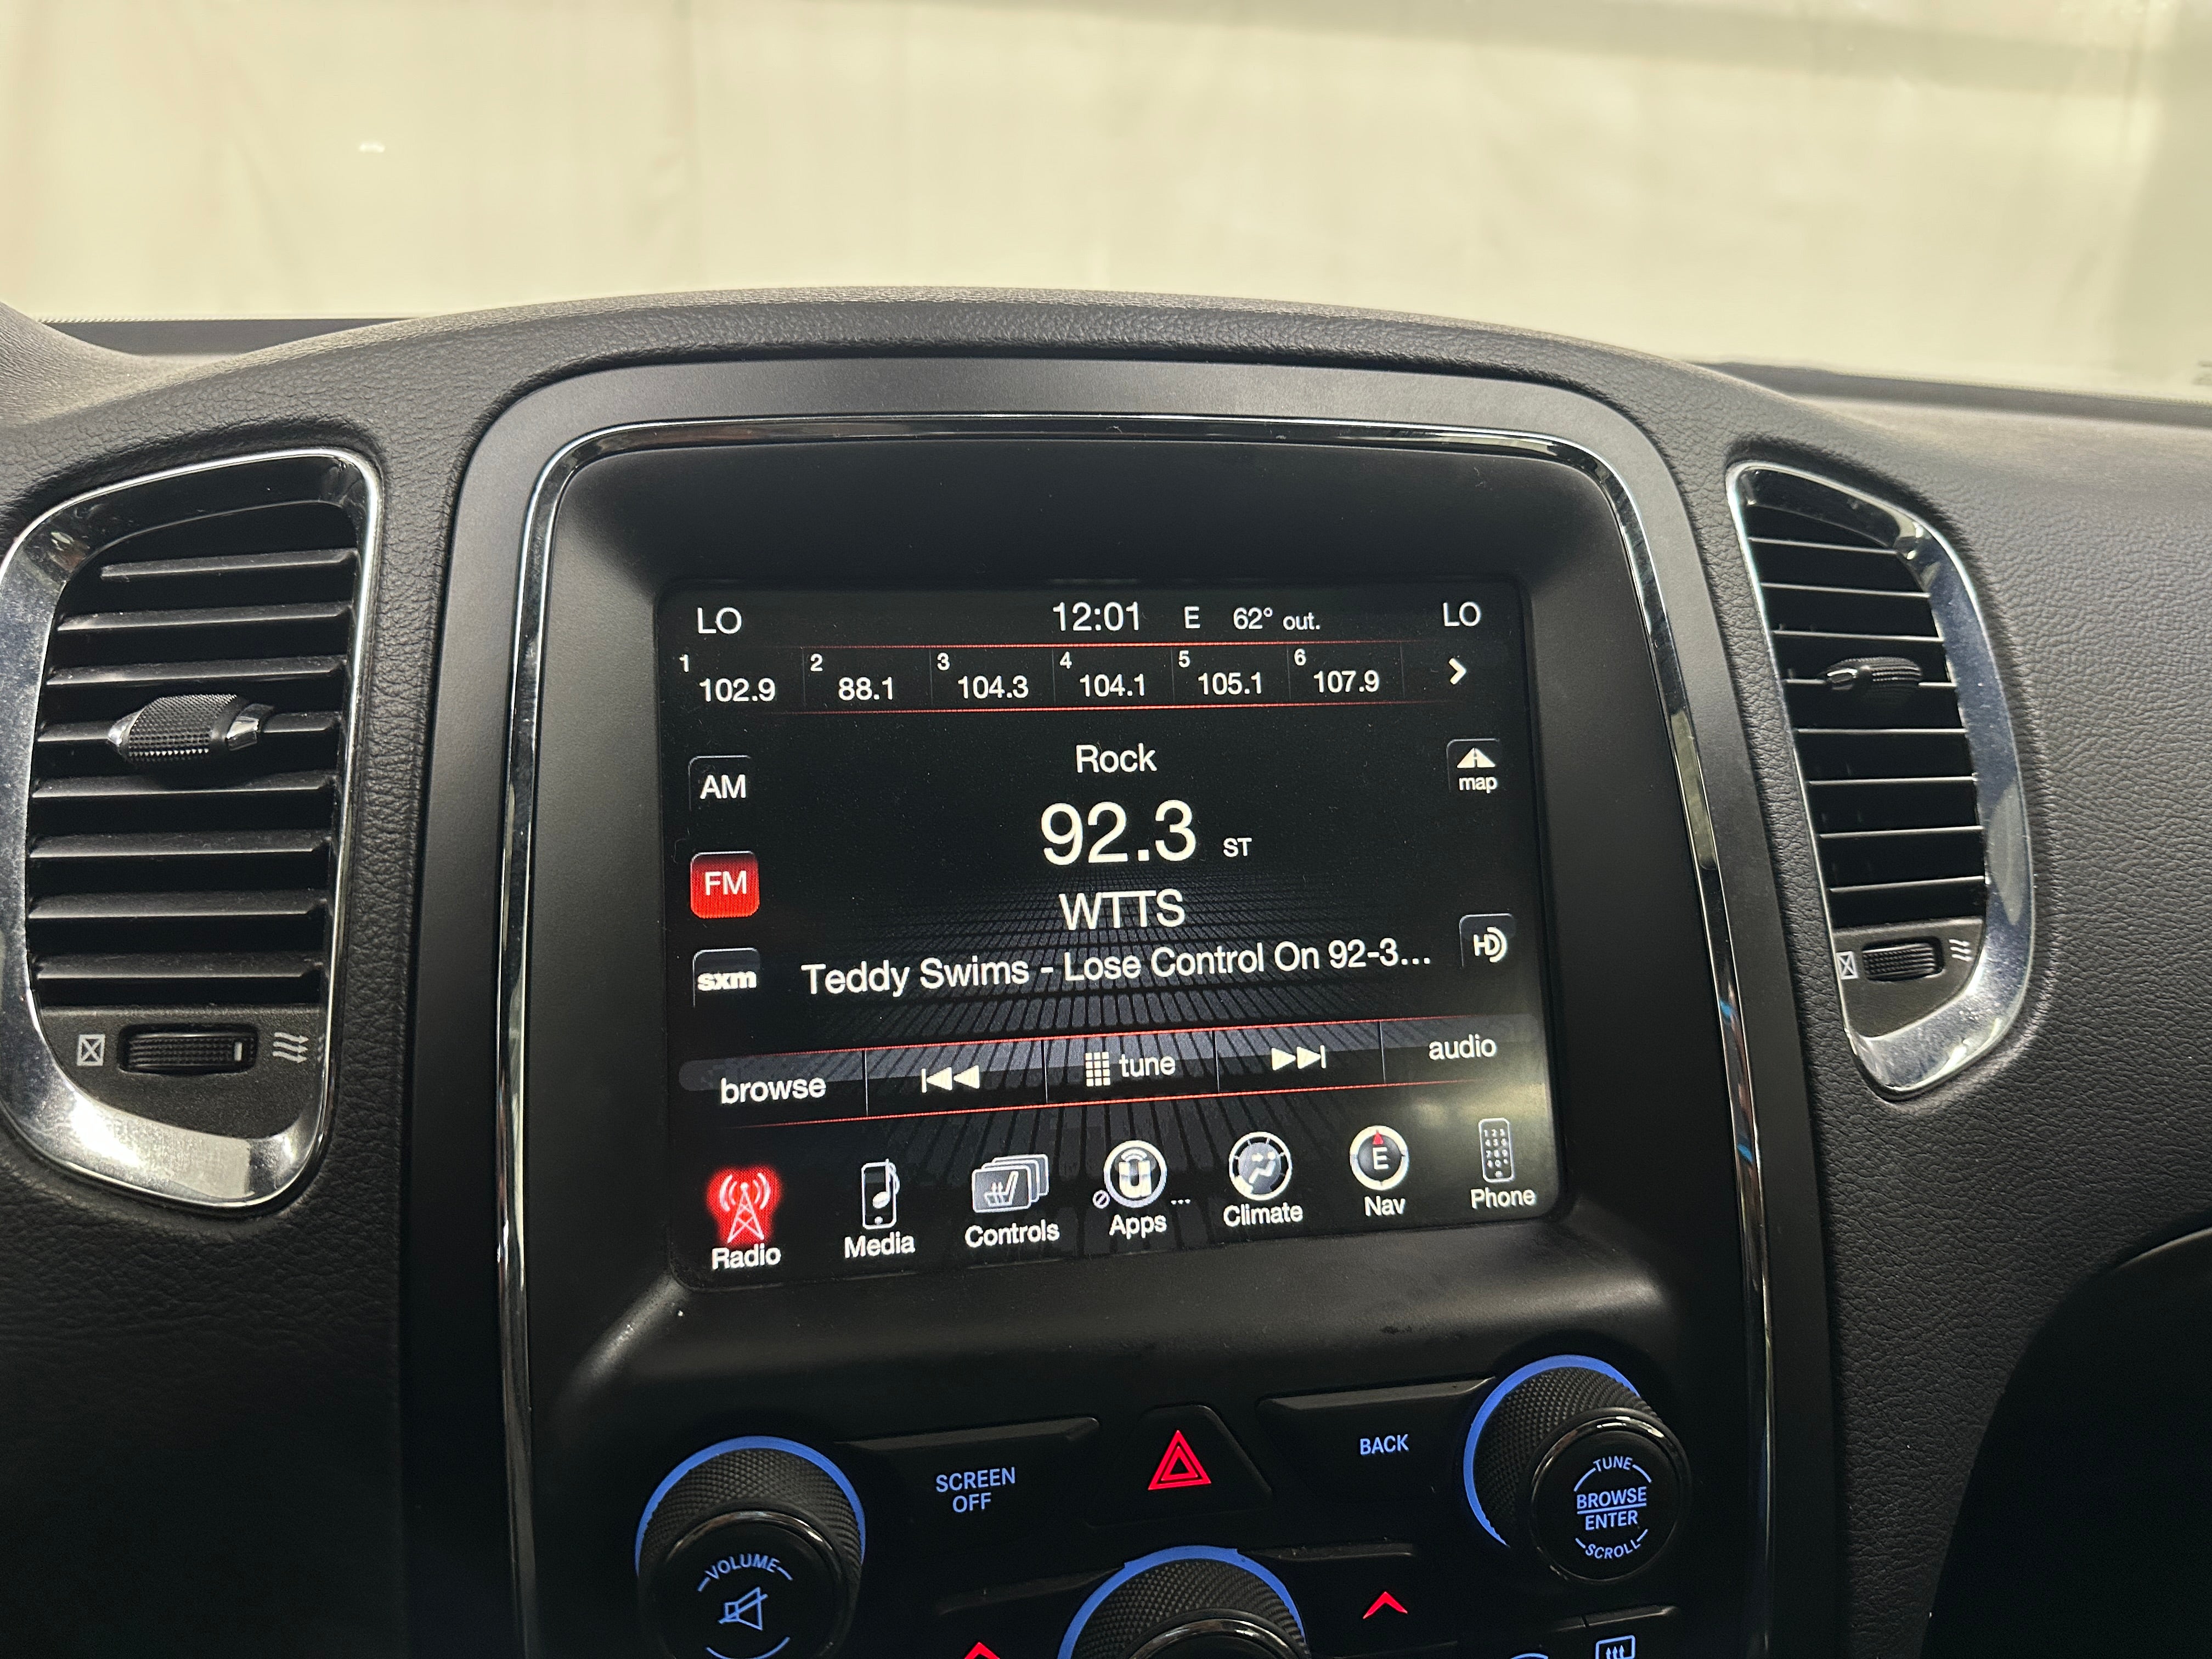 LO 12:01 E 62° out. LO
1 102.9 2 88.1 3 104.3 4 104.1 5 105.1 6 107.9
Rock
AM
map
92.3 ST
FM
WTTS
HD
sxm
Teddy Swims - Lose Control On 92-3...
browse tune audio
E
Radio Media Controls Apps ... Climate Nav Phone
SCREEN
OFF
BACK
TUNE
BROWSE
ENTER
SCROLL
VOLUME